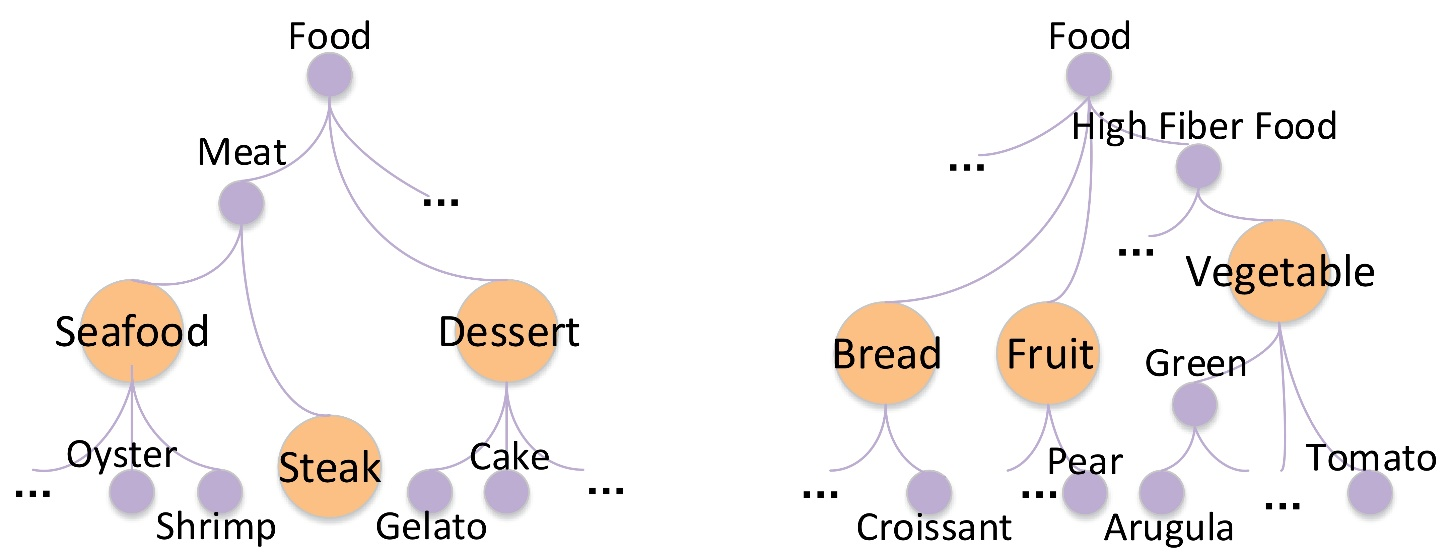 Food
Meat
...
Seafood
Dessert
Oyster
Cake
Steak
...
...
Shrimp
Gelato
Food
High Fiber Food
...
...
Vegetable
Bread
Fruit
Green
Pear
Tomato
...
...
...
Croissant
Arugula